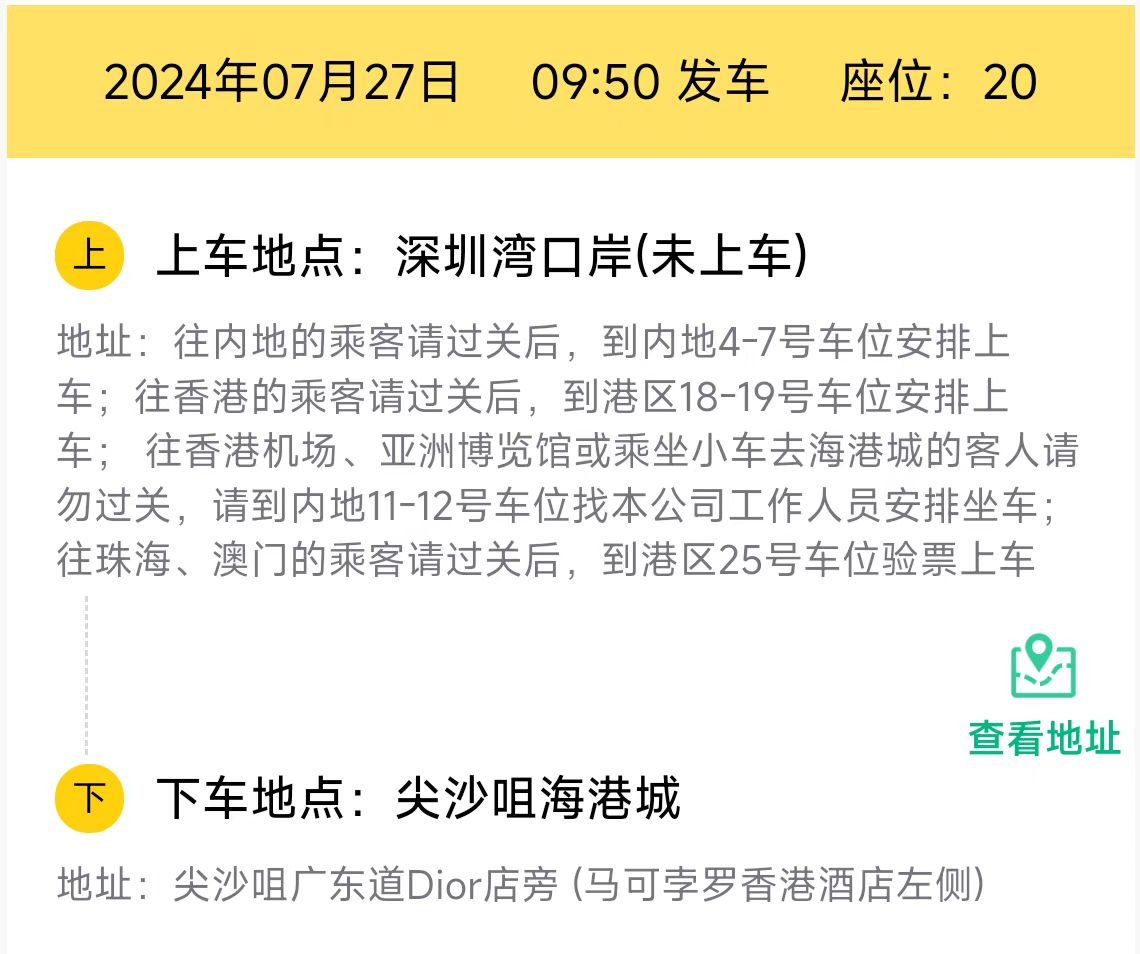 2024年07月27日 09:50 发车 座位：20
上 上车地点：深圳湾口岸(未上车)
地址：往内地的乘客请过关后，到内地4-7号车位安排上
车；往香港的乘客请过关后，到港区18-19号车位安排上
车； 往香港机场、亚洲博览馆或乘坐小车去海港城的客人请
勿过关，请到内地11-12号车位找本公司工作人员安排坐车；
往珠海、澳门的乘客请过关后，到港区25号车位验票上车
查看地址
下 下车地点：尖沙咀海港城
地址：尖沙咀广东道Dior店旁 (马可孛罗香港酒店左侧)